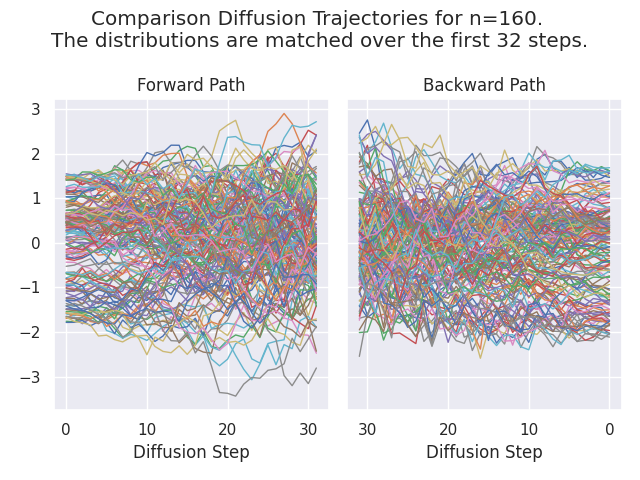 Comparison Diffusion Trajectories for n=160.
The distributions are matched over the first 32 steps.
Forward Path
Backward Path
3
2
1
0
−1
−2
−3
0 10 20 30
30 20 10 0
Diffusion Step
Diffusion Step